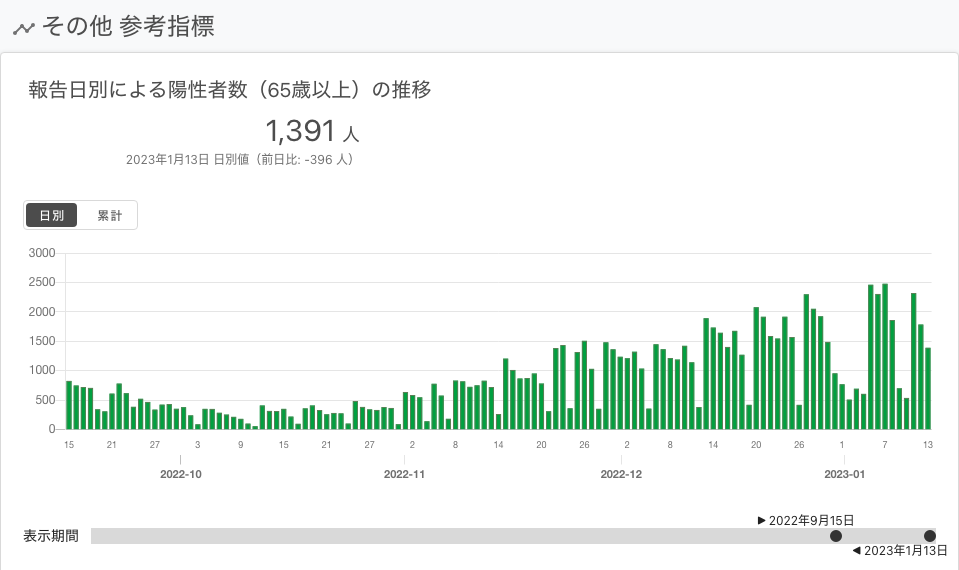 その他 参考指標
報告日別による陽性者数（65歳以上）の推移
1,391 人
2023年1月13日 日別値（前日比: -396 人）
日別 累計
3000
2500
2000
1500
1000
500
0
15 21 27 3 9 15 21 27 2 8 14 20 26 2 8 14 20 26 1 7 13
2022-10 2022-11 2022-12 2023-01
▶ 2022年9月15日
表示期間
◀ 2023年1月13日